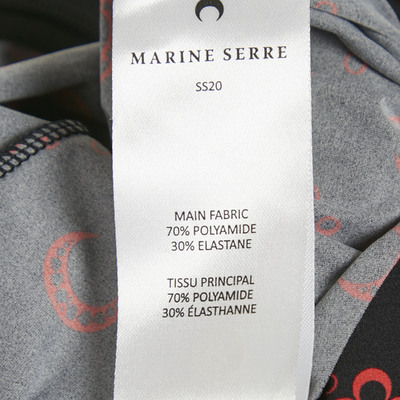 MARINE SERRE
SS20
MAIN FABRIC
70% POLYAMIDE
30% ELASTANE
TISSU PRINCIPAL
70% POLYAMIDE
30% ÉLASTHANNE